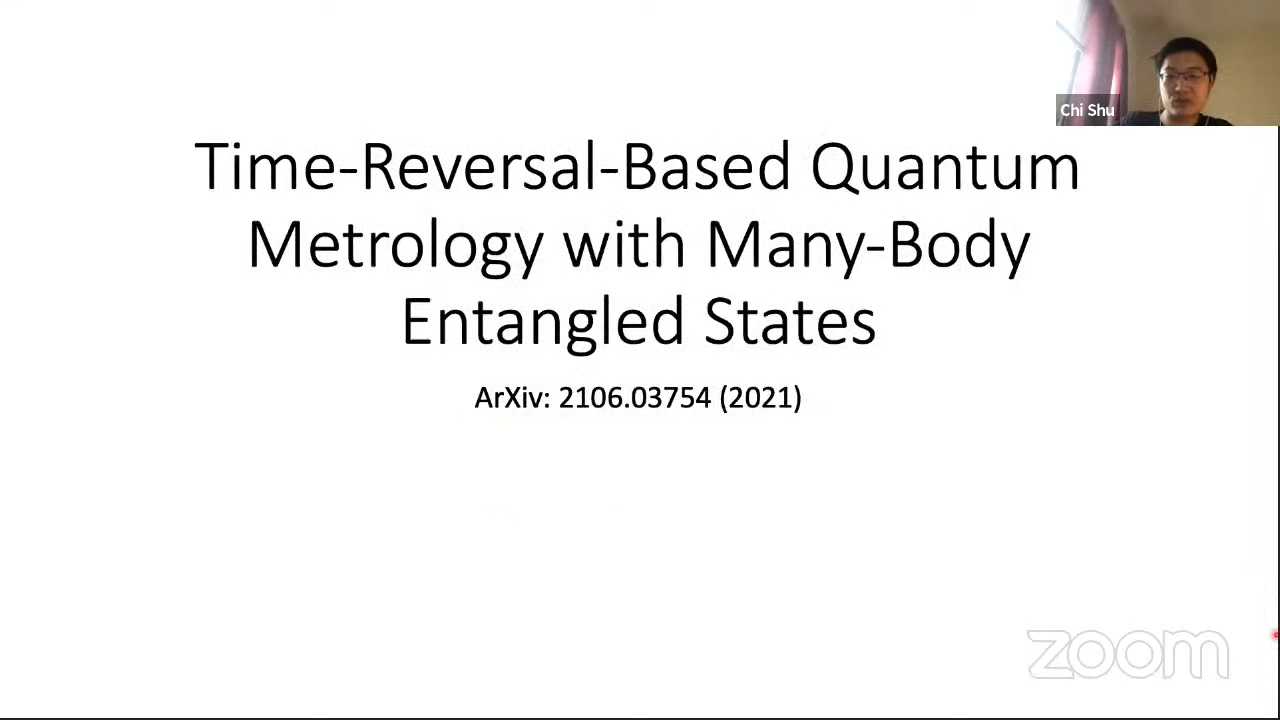 Chi Shu
Time-Reversal-Based Quantum
Metrology with Many-Body
Entangled States
ArXiv: 2106.03754 (2021)
zoom